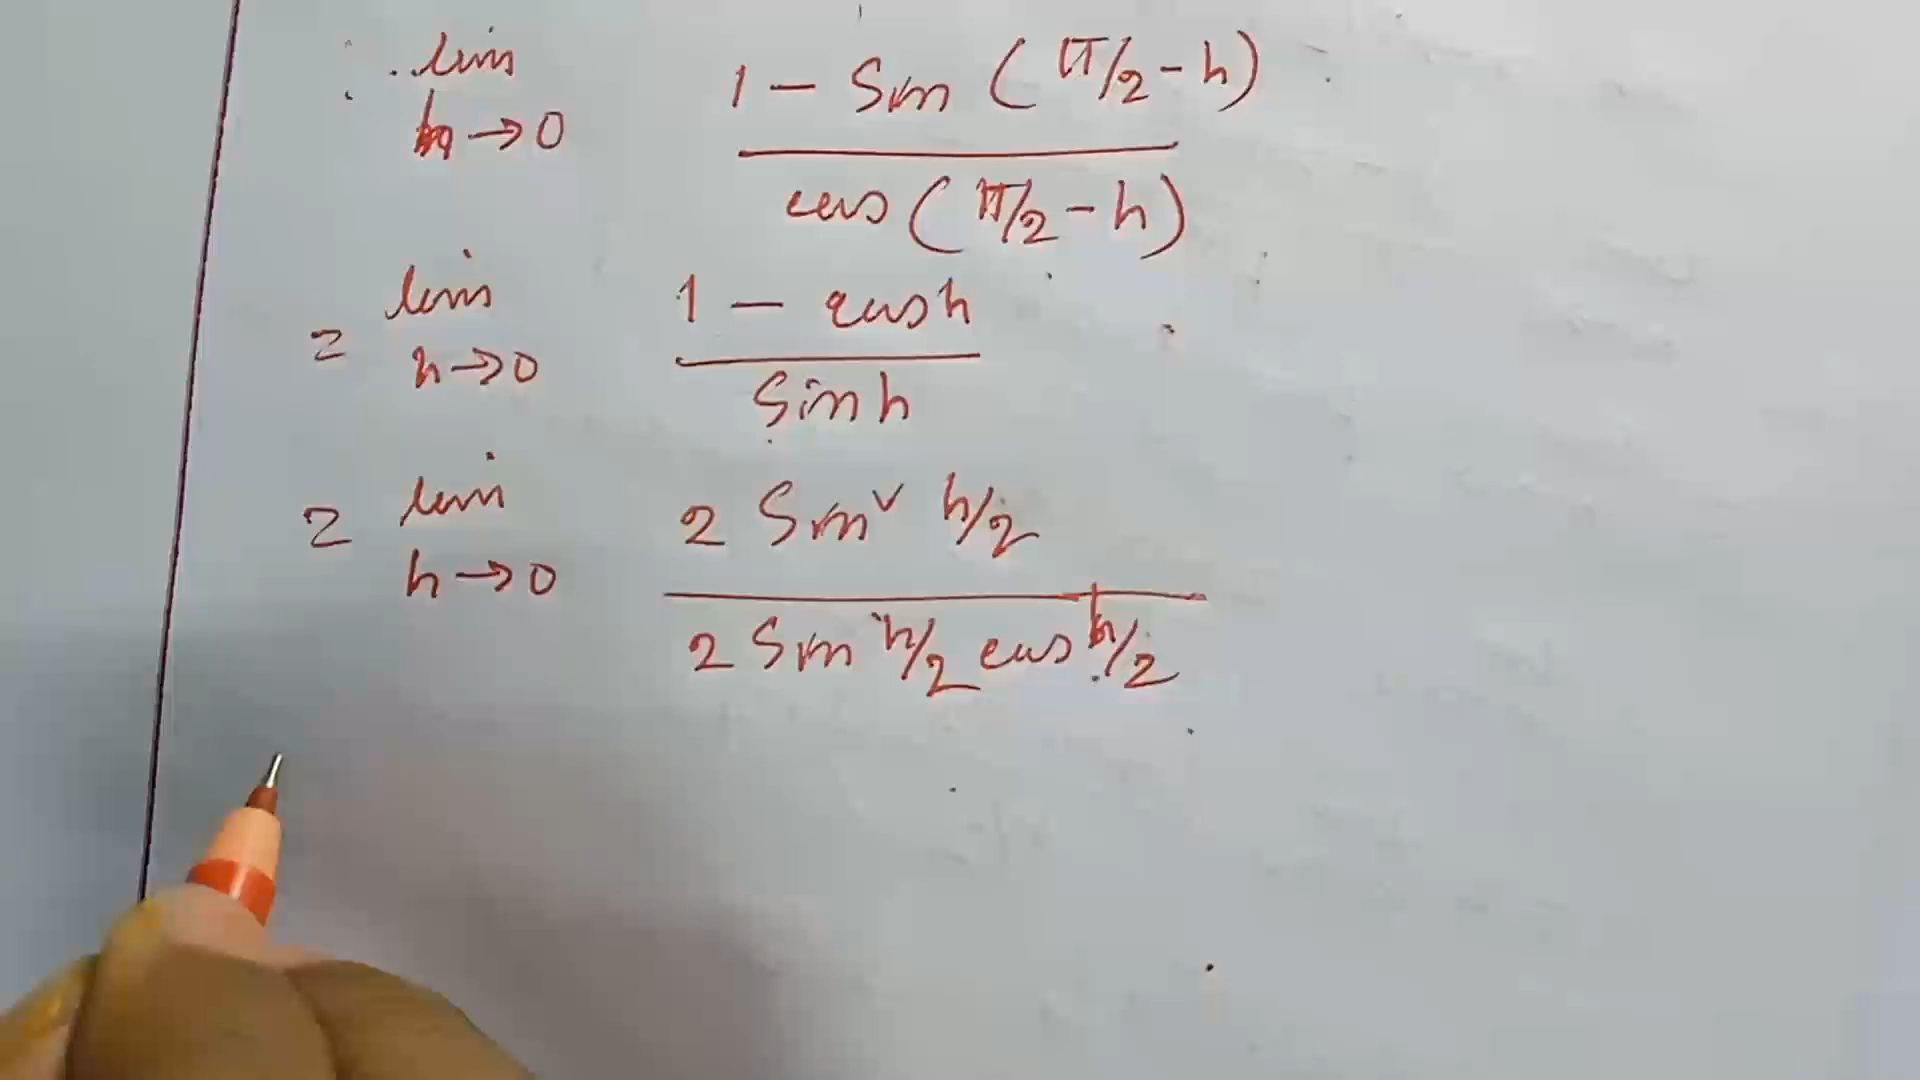 ∴ lim h→0 1 - Sin (π/2 - h) / cos (π/2 - h)
= lim h→0 1 - cos h / Sin h
= lim h→0 2 Sin² h/2 / 2 Sin h/2 cos h/2